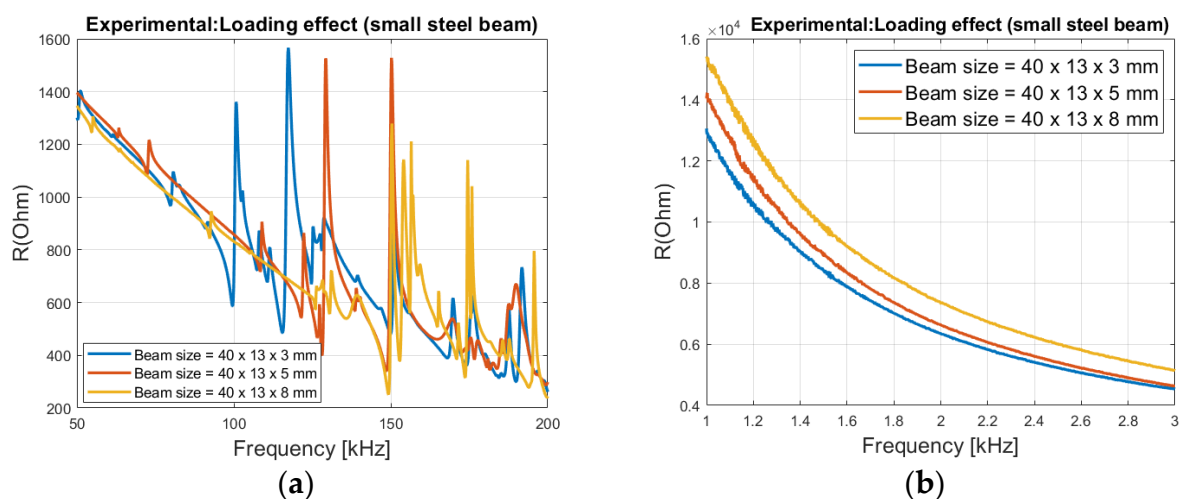 Experimental:Loading effect (small steel beam)
1600
1400
1200
1000
800
600
400
200
R(Ohm)
Beam size = 40 x 13 x 3 mm
Beam size = 40 x 13 x 5 mm
Beam size = 40 x 13 x 8 mm
50
100
150
200
Frequency [kHz]
(a)
Experimental:Loading effect (small steel beam)
×10⁴
1.6
1.4
1.2
1
0.8
0.6
0.4
R(Ohm)
Beam size = 40 x 13 x 3 mm
Beam size = 40 x 13 x 5 mm
Beam size = 40 x 13 x 8 mm
1
1.2
1.4
1.6
1.8
2
2.2
2.4
2.6
2.8
3
Frequency [kHz]
(b)